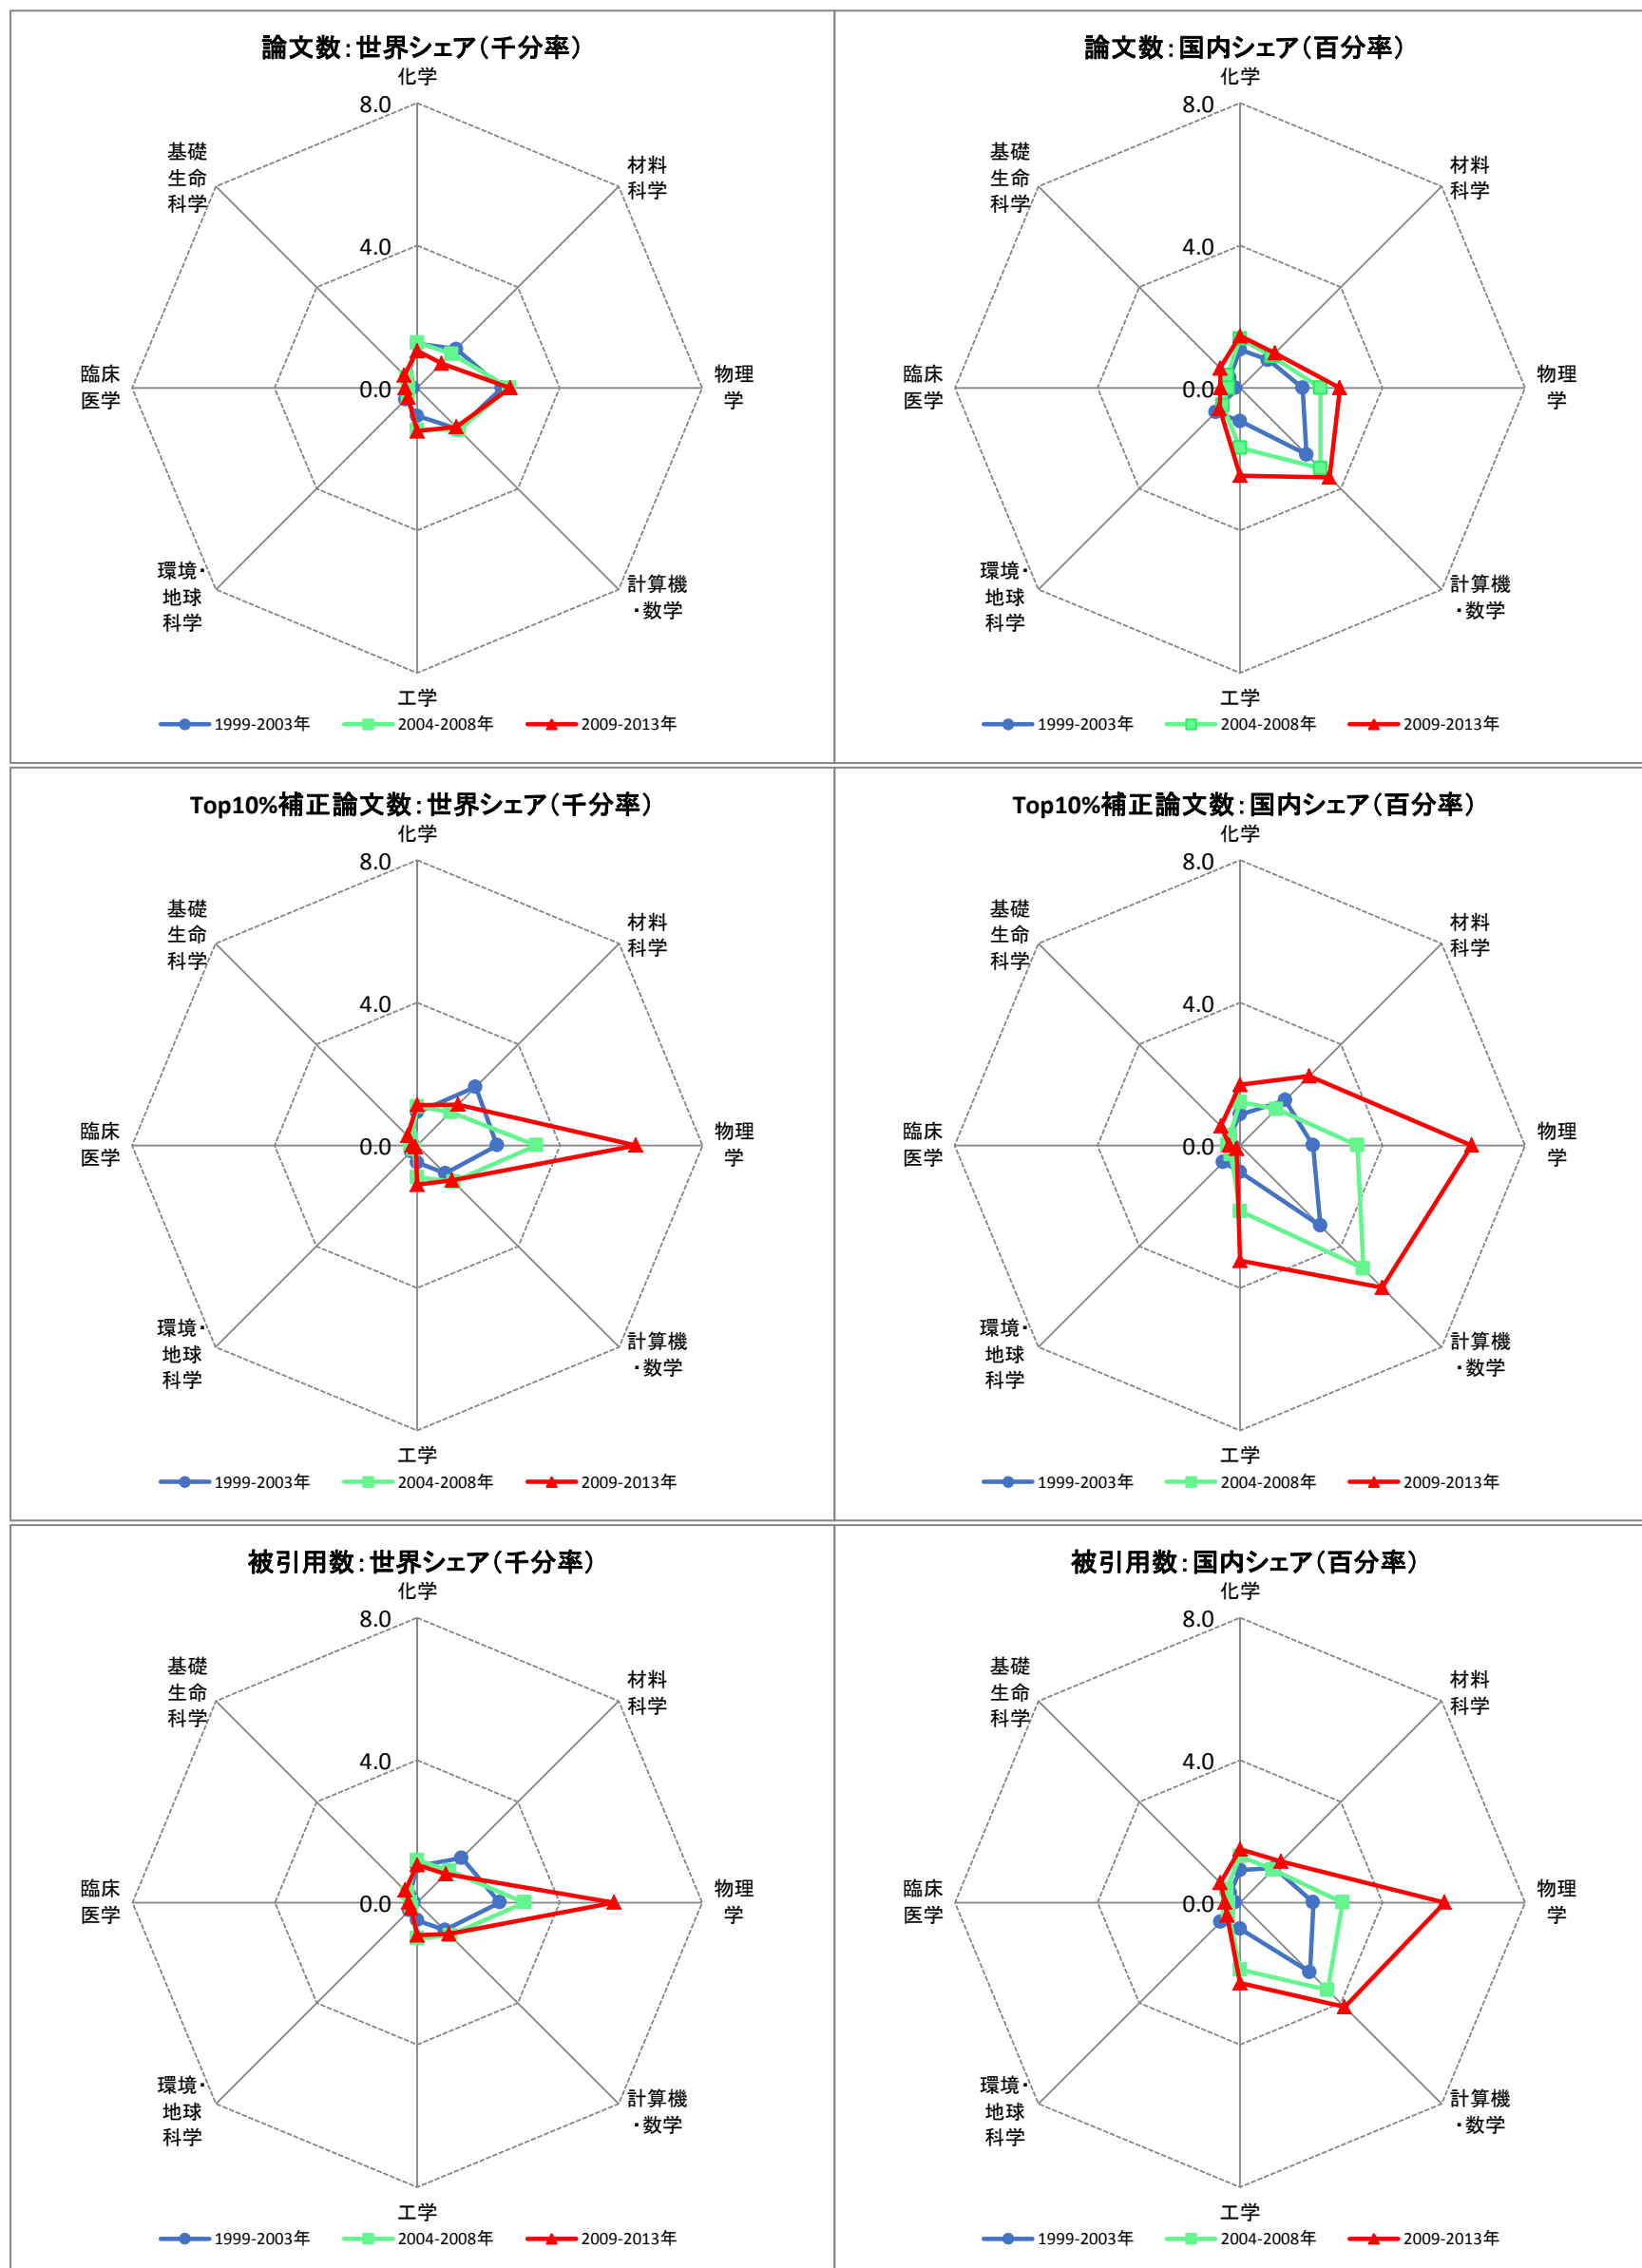 論文数：世界シェア（千分率）
化学
8.0
基礎
生命
科学
材料
科学
4.0
臨床
医学
0.0
物理
学
環境・
地球
科学
計算機
・数学
工学
1999-2003年
2004-2008年
2009-2013年
論文数：国内シェア（百分率）
化学
8.0
基礎
生命
科学
材料
科学
4.0
臨床
医学
0.0
物理
学
環境・
地球
科学
計算機
・数学
工学
1999-2003年
2004-2008年
2009-2013年
Top10%補正論文数：世界シェア（千分率）
化学
8.0
基礎
生命
科学
材料
科学
4.0
臨床
医学
0.0
物理
学
環境・
地球
科学
計算機
・数学
工学
1999-2003年
2004-2008年
2009-2013年
Top10%補正論文数：国内シェア（百分率）
化学
8.0
基礎
生命
科学
材料
科学
4.0
臨床
医学
0.0
物理
学
環境・
地球
科学
計算機
・数学
工学
1999-2003年
2004-2008年
2009-2013年
被引用数：世界シェア（千分率）
化学
8.0
基礎
生命
科学
材料
科学
4.0
臨床
医学
0.0
物理
学
環境・
地球
科学
計算機
・数学
工学
1999-2003年
2004-2008年
2009-2013年
被引用数：国内シェア（百分率）
化学
8.0
基礎
生命
科学
材料
科学
4.0
臨床
医学
0.0
物理
学
環境・
地球
科学
計算機
・数学
工学
1999-2003年
2004-2008年
2009-2013年